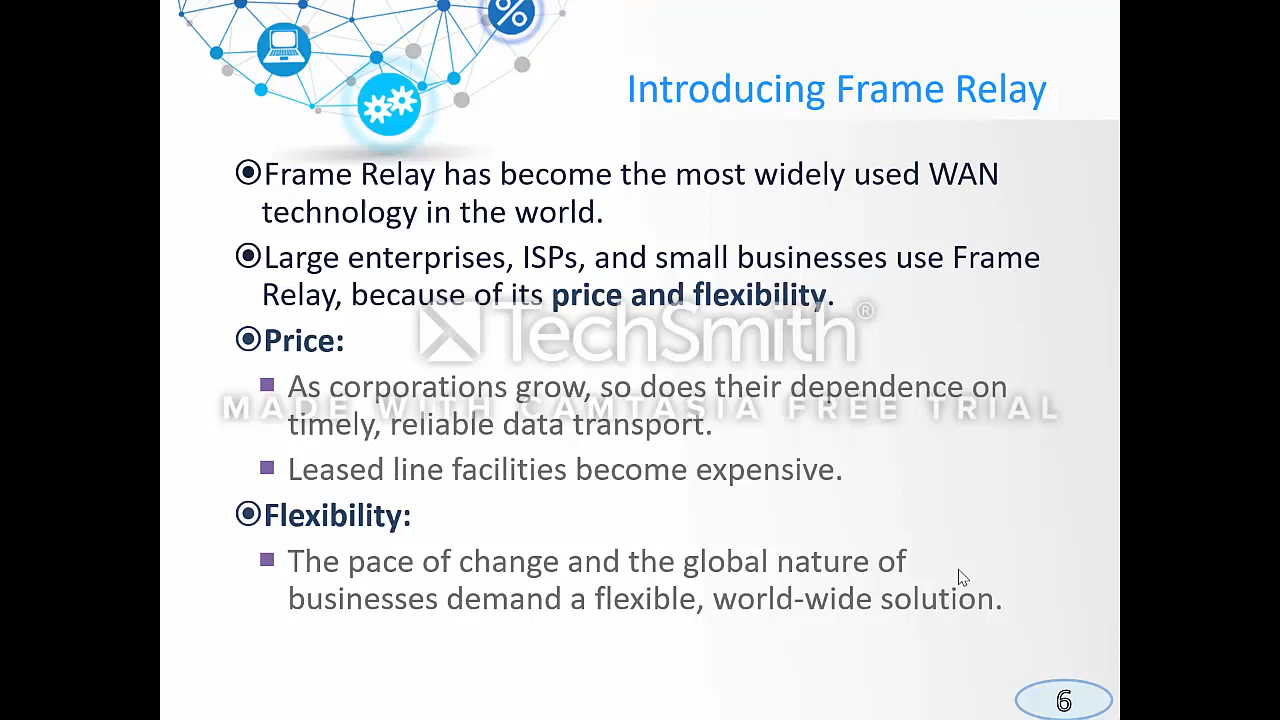 Introducing Frame Relay
Frame Relay has become the most widely used WAN
technology in the world.
Large enterprises, ISPs, and small businesses use Frame
Relay, because of its price and flexibility.
TechSmith®
Price:
As corporations grow, so does their dependence on
MADE WITH CAMTASIA FREE TRIAL
timely, reliable data transport.
Leased line facilities become expensive.
Flexibility:
The pace of change and the global nature of
businesses demand a flexible, world-wide solution.
6